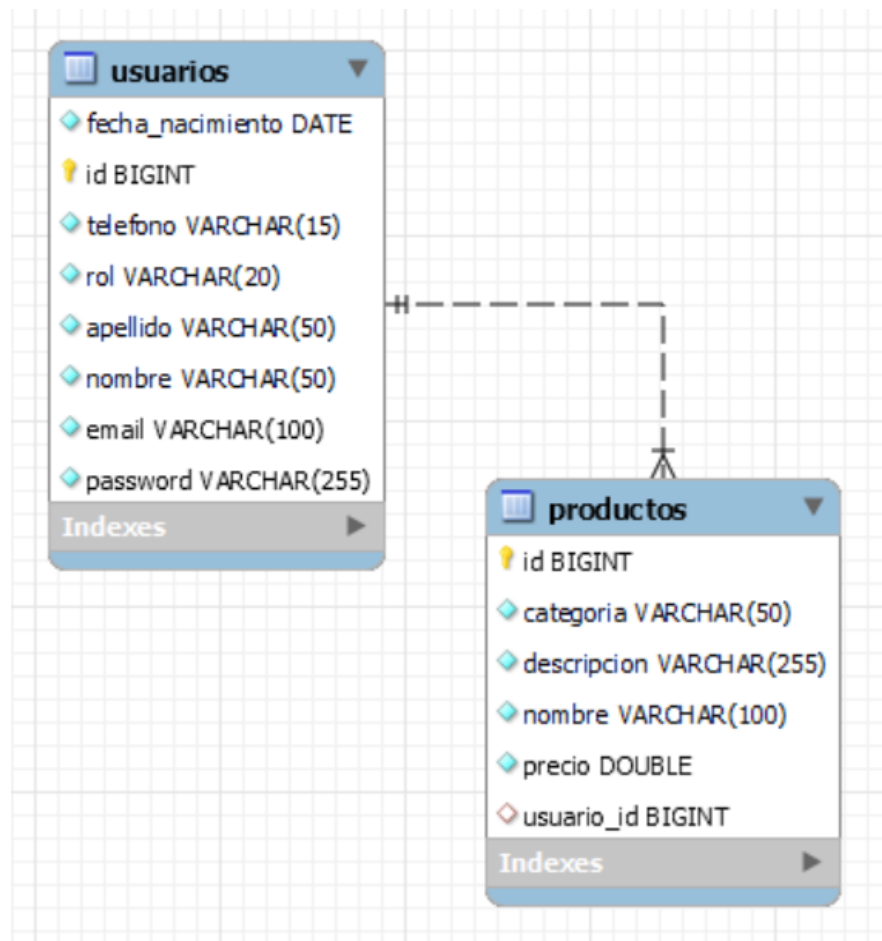 usuarios
fecha_nacimiento DATE
id BIGINT
telefono VARCHAR(15)
rol VARCHAR(20)
apellido VARCHAR(50)
nombre VARCHAR(50)
email VARCHAR(100)
password VARCHAR(255)
Indexes
productos
id BIGINT
categoria VARCHAR(50)
descripcion VARCHAR(255)
nombre VARCHAR(100)
precio DOUBLE
usuario_id BIGINT
Indexes